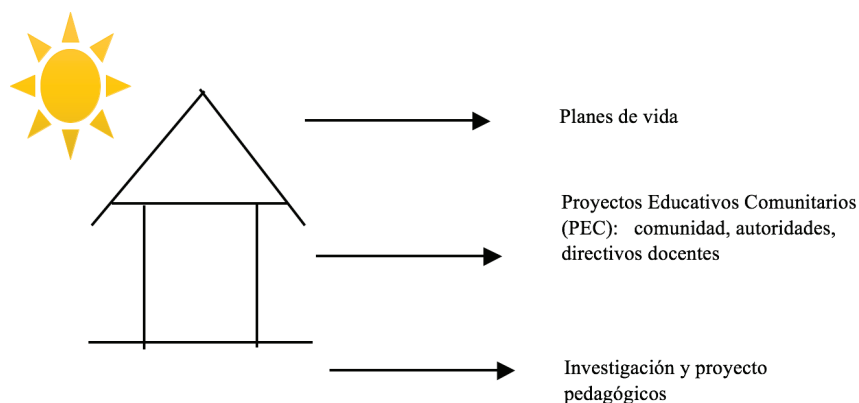 Planes de vida
Proyectos Educativos Comunitarios
(PEC): comunidad, autoridades,
directivos docentes
Investigación y proyecto
pedagógicos